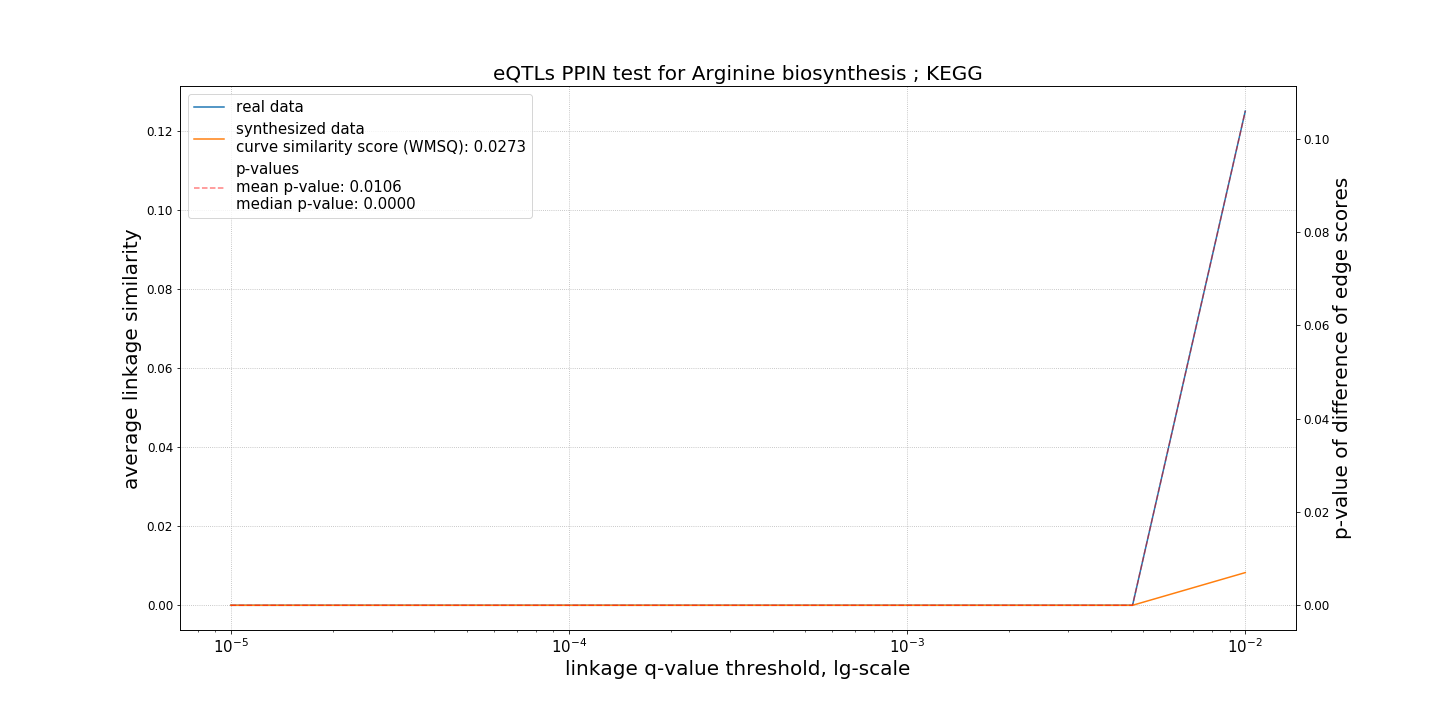 eQTLs PPIN test for Arginine biosynthesis ; KEGG
real data
synthesized data
curve similarity score (WMSQ): 0.0273
p-values
mean p-value: 0.0106
median p-value: 0.0000
average linkage similarity
0.12
0.10
0.08
0.06
0.04
0.02
0.00
p-value of difference of edge scores
0.10
0.08
0.06
0.04
0.02
0.00
10⁻⁵
10⁻⁴
10⁻³
10⁻²
linkage q-value threshold, lg-scale